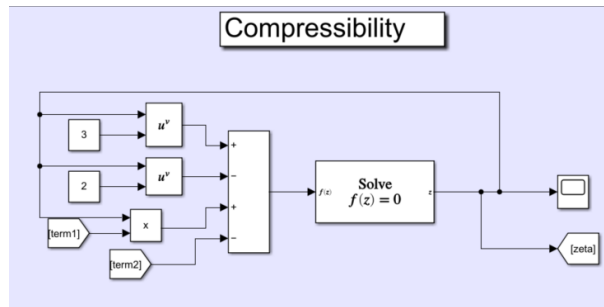 Compressibility
3
u^v
+
2
u^v
−
x
+
[term1]
−
[term2]
f(z)
Solve
f(z) = 0
z
[zeta]